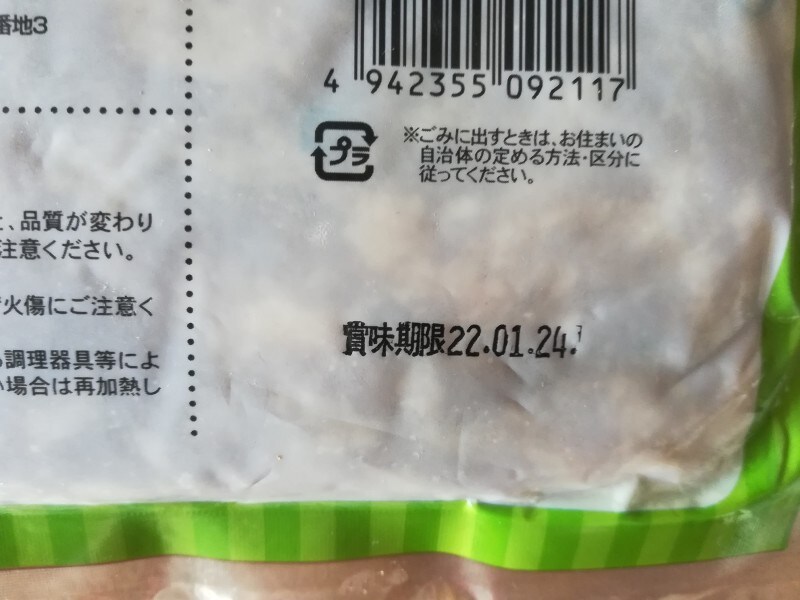 番地3
4 942355 092117
プラ
※ごみに出すときは、お住まいの
自治体の定める方法・区分に
従ってください。
、品質が変わり
注意ください。
火傷にご注意く
調理器具等によ
い場合は再加熱し
賞味期限22.01.24.